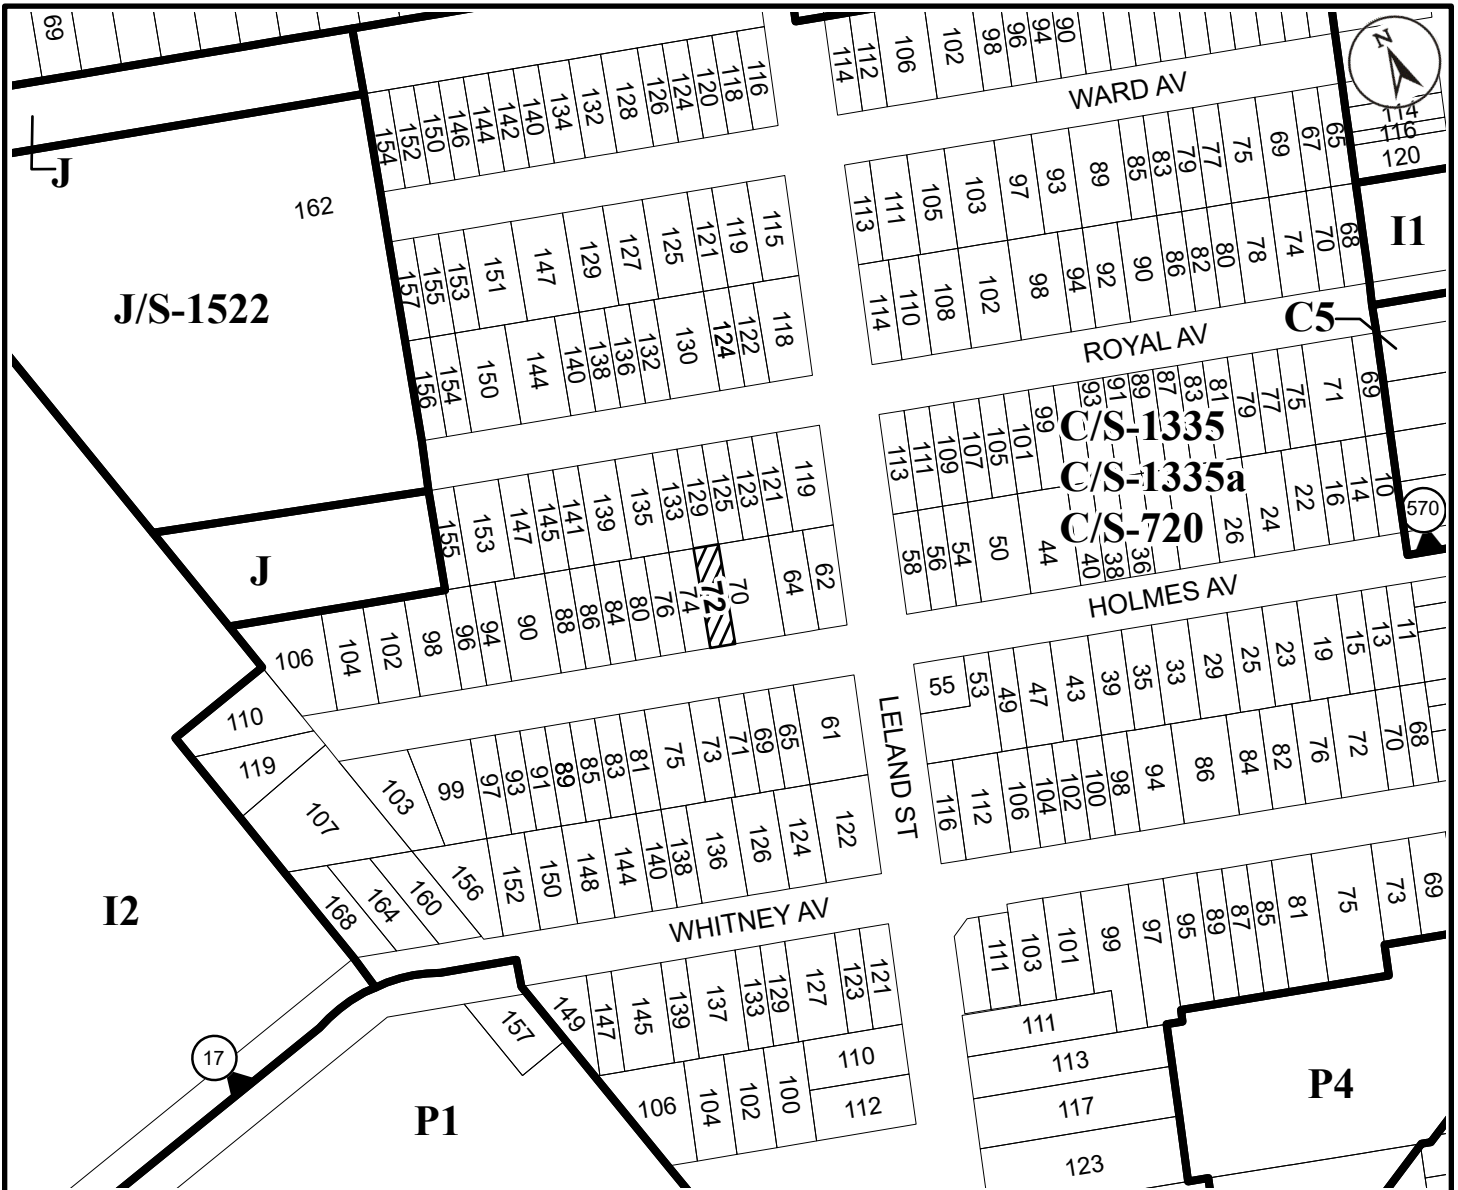 69
154 152 150 146 144 142 140 134 132 128 126 124 120 118 116
114 112 106 102 98 96 94 90
WARD AV
N
114
116
120
J
162
J/S-1522
157 155 153 151 147 129 127 125 121 119 115
113 111 105 103 97 93 89 85 83 79 77 75 69 67 65
I1
156 154 150 144 140 138 136 132 130 124 122 118
114 110 108 102 98 94 92 90 86 82 80 78 74 70 68
C5
ROYAL AV
155 153 147 145 141 139 135 133 129 125 123 121 119
113 111 109 107 105 101 99 93 91 89 87 83 81 79 77 75 71 69
C/S-1335
C/S-1335a
C/S-720
J
106 104 102 98 96 94 90 88 86 84 80 76 74 72 70 64 62
58 56 54 50 44 40 38 36 26 24 22 16 14 10
570
HOLMES AV
110
119
107
103 99 97 93 91 89 85 83 81 75 73 71 69 65 61
55 53 49 47 43 39 35 33 29 25 23 19 15 13 11
LELAND ST
168 164 160 156 152 150 148 144 140 138 136 126 124 122
116 112 106 104 102 100 98 94 86 84 82 76 72 70 68
WHITNEY AV
I2
157 149 147 145 139 137 133 129 127 123 121
111 103 101 99 97 95 89 87 85 81 75 73 69
17
P1
106 104 102 100
110
112
111
113
117
123
P4